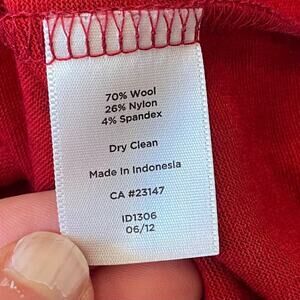 70% Wool
26% Nylon
4% Spandex
Dry Clean
Made In Indonesia
CA #23147
ID1306
06/12